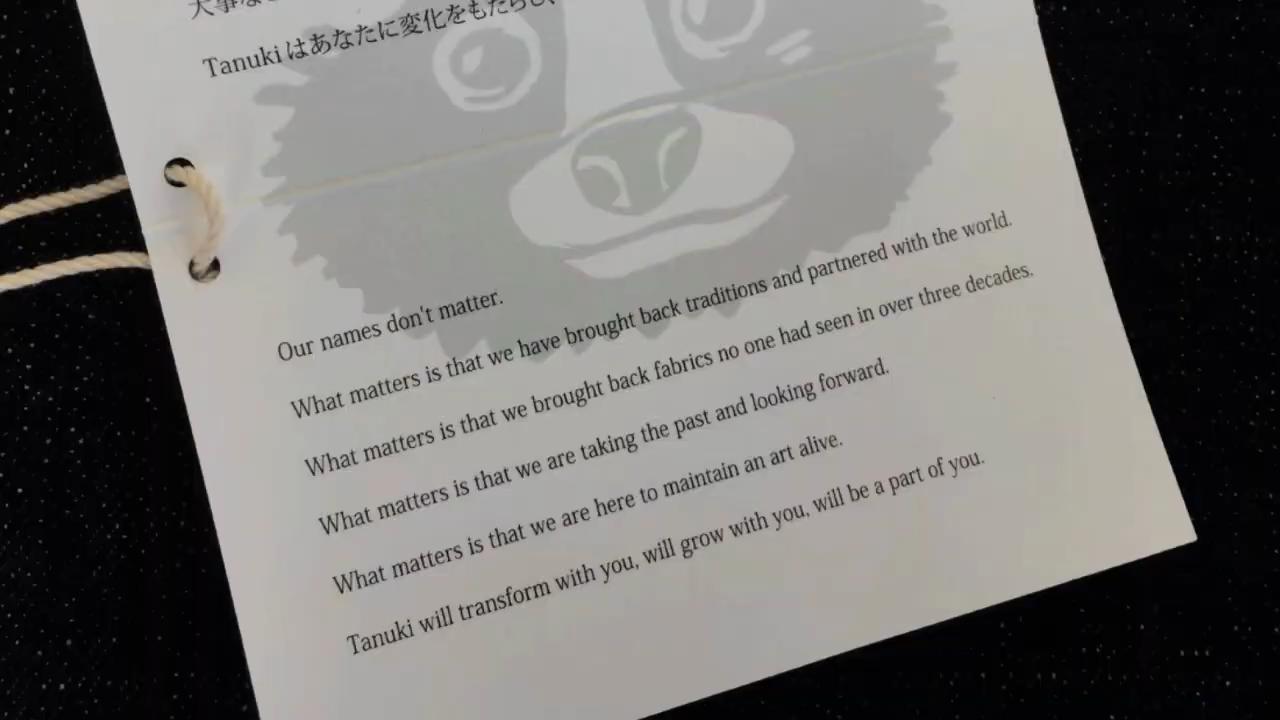 大事な
Tanukiはあなたに変化をもたらし、
Our names don't matter.
What matters is that we have brought back traditions and partnered with the world.
What matters is that we brought back fabrics no one had seen in over three decades.
What matters is that we are taking the past and looking forward.
What matters is that we are here to maintain an art alive.
Tanuki will transform with you, will grow with you, will be a part of you.